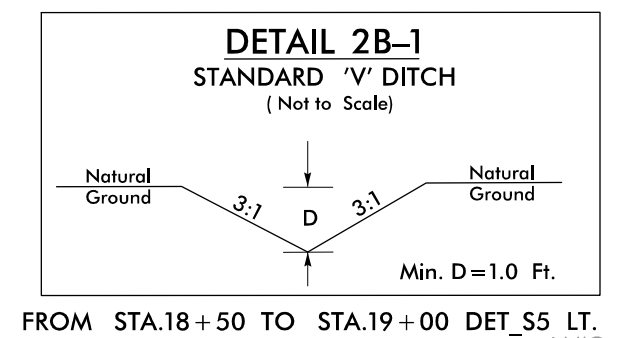 DETAIL 2B–1
STANDARD 'V' DITCH
( Not to Scale)
Natural
Ground
3:1
D
3:1
Natural
Ground
Min. D=1.0 Ft.
FROM STA.18+50 TO STA.19+00 DET_S5 LT.